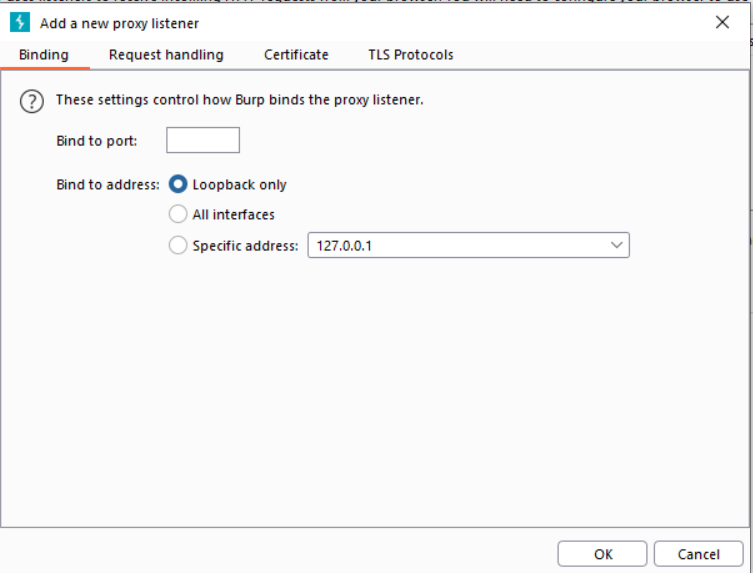 Add a new proxy listener
Binding Request handling Certificate TLS Protocols
These settings control how Burp binds the proxy listener.
Bind to port:
Bind to address: Loopback only
All interfaces
Specific address: 127.0.0.1
OK Cancel